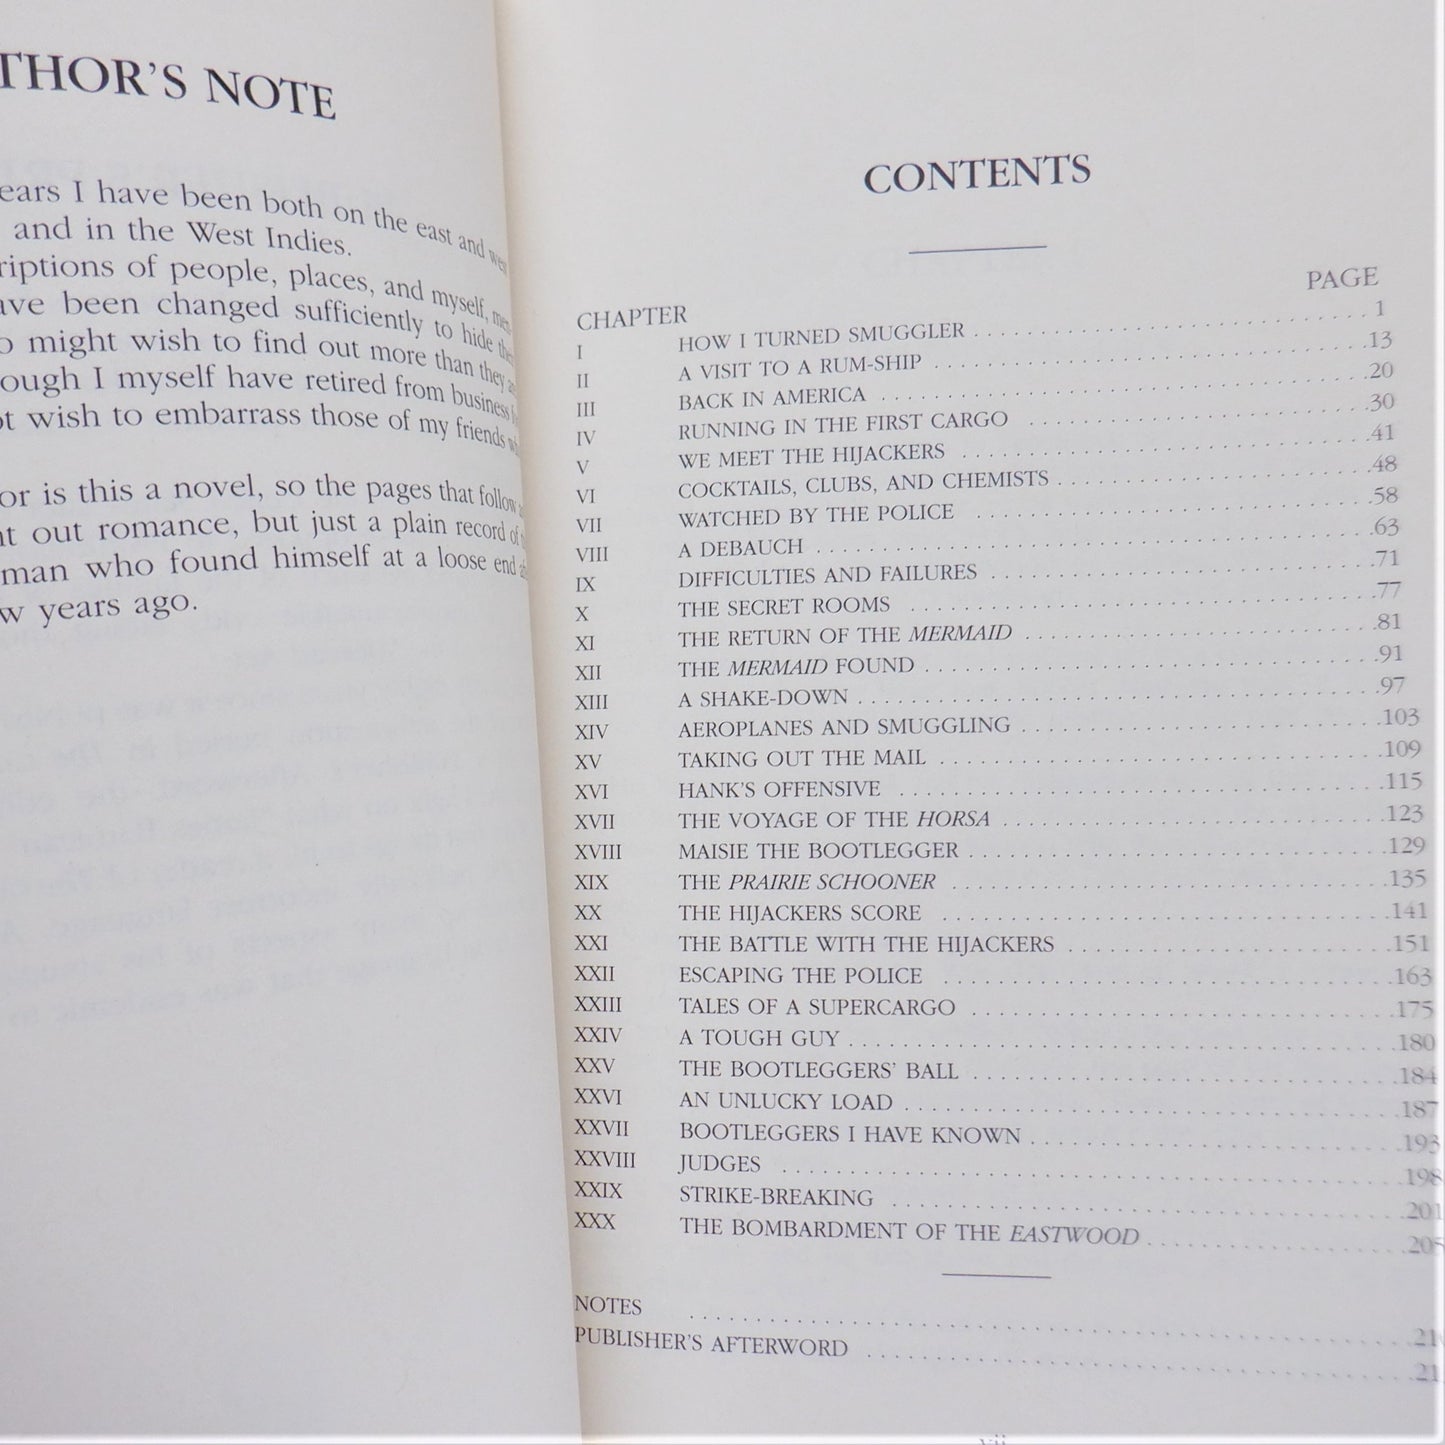 THOR'S NOTE
ears I have been both on the east and west
and in the West Indies.
riptions of people, places, and myself, men-
ave been changed sufficiently to hide them
o might wish to find out more than they
ough I myself have retired from business
ot wish to embarrass those of my friends
or is this a novel, so the pages that follow
nt out romance, but just a plain record of
man who found himself at a loose end
w years ago.
CONTENTS
CHAPTER PAGE
I HOW I TURNED SMUGGLER 1
II A VISIT TO A RUM-SHIP 13
III BACK IN AMERICA 20
IV RUNNING IN THE FIRST CARGO 30
V WE MEET THE HIJACKERS 41
VI COCKTAILS, CLUBS, AND CHEMISTS 48
VII WATCHED BY THE POLICE 58
VIII A DEBAUCH 63
IX DIFFICULTIES AND FAILURES 71
X THE SECRET ROOMS 77
XI THE RETURN OF THE MERMAID 81
XII THE MERMAID FOUND 91
XIII A SHAKE-DOWN 97
XIV AEROPLANES AND SMUGGLING 103
XV TAKING OUT THE MAIL 109
XVI HANK'S OFFENSIVE 115
XVII THE VOYAGE OF THE HORSA 123
XVIII MAISIE THE BOOTLEGGER 129
XIX THE PRAIRIE SCHOONER 135
XX THE HIJACKERS SCORE 141
XXI THE BATTLE WITH THE HIJACKERS 151
XXII ESCAPING THE POLICE 163
XXIII TALES OF A SUPERCARGO 175
XXIV A TOUGH GUY 180
XXV THE BOOTLEGGERS' BALL 184
XXVI AN UNLUCKY LOAD 187
XXVII BOOTLEGGERS I HAVE KNOWN 193
XXVIII JUDGES 198
XXIX STRIKE-BREAKING 201
XXX THE BOMBARDMENT OF THE EASTWOOD 205
NOTES 21
PUBLISHER'S AFTERWORD 21
vii